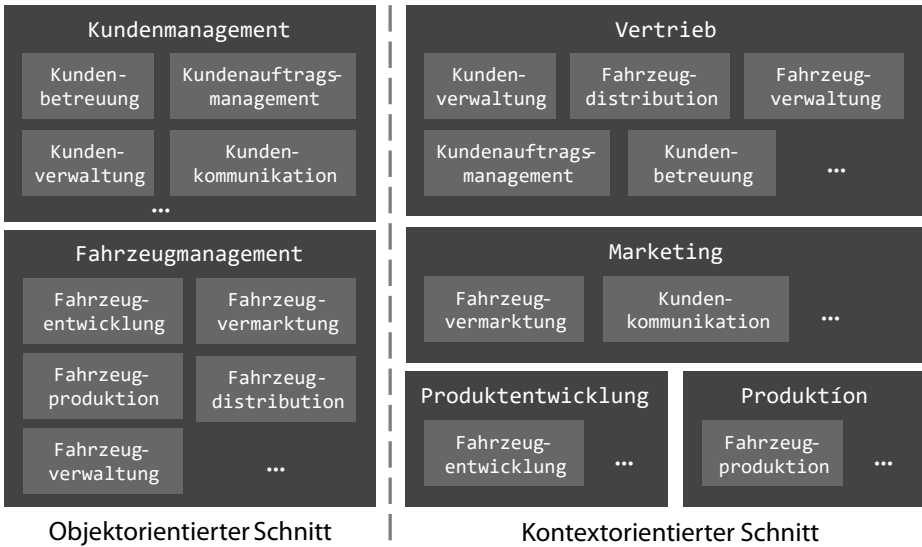 Kundenmanagement
Kunden-
betreuung
Kundenauftrags-
management
Kunden-
verwaltung
Kunden-
kommunikation
...
Fahrzeugmanagement
Fahrzeug-
entwicklung
Fahrzeug-
vermarktung
Fahrzeug-
produktion
Fahrzeug-
distribution
Fahrzeug-
verwaltung
...
Objektorientierter Schnitt
Vertrieb
Kunden-
verwaltung
Fahrzeug-
distribution
Fahrzeug-
verwaltung
Kundenauftrags-
management
Kunden-
betreuung
...
Marketing
Fahrzeug-
vermarktung
Kunden-
kommunikation
...
Produktentwicklung
Fahrzeug-
entwicklung
...
Produktíon
Fahrzeug-
produktion
...
Kontextorientierter Schnitt